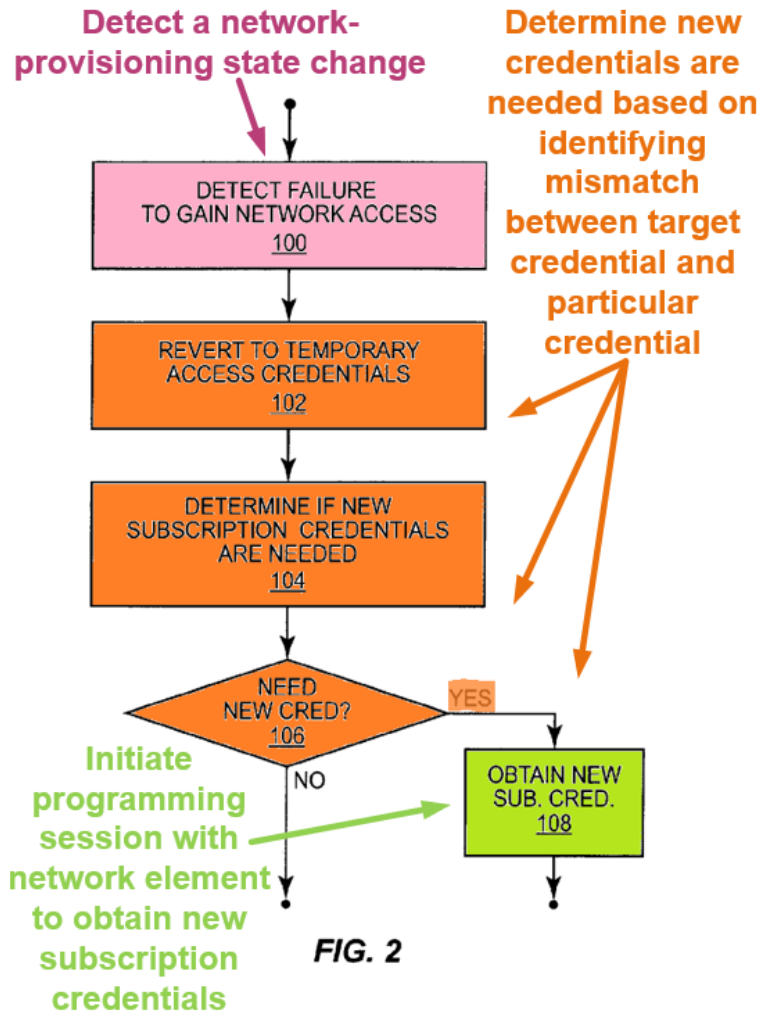 Detect a network-
provisioning state change
Determine new
credentials are
needed based on
identifying
mismatch
between target
credential and
particular
credential
DETECT FAILURE
TO GAIN NETWORK ACCESS
100
REVERT TO TEMPORARY
ACCESS CREDENTIALS
102
DETERMINE IF NEW
SUBSCRIPTION CREDENTIALS
ARE NEEDED
104
NEED
NEW CRED?
106
YES
NO
Initiate
programming
session with
network element
to obtain new
subscription
credentials
OBTAIN NEW
SUB. CRED.
108
FIG. 2